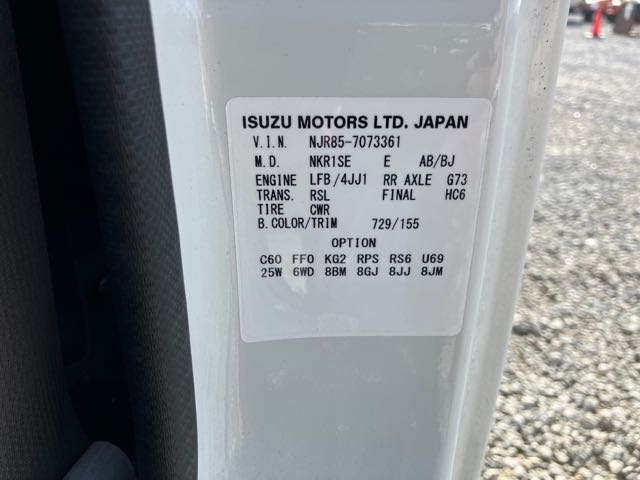 ISUZU MOTORS LTD. JAPAN
V.I.N. NJR85-7073361
M.D. NKR1SE E AB/BJ
ENGINE LFB/4JJ1 RR AXLE G73
TRANS. RSL FINAL HC6
TIRE CWR
B.COLOR/TRIM 729/155
OPTION
C60 FF0 KG2 RPS RS6 U69
25W 6WD 8BM 8GJ 8JJ 8JM